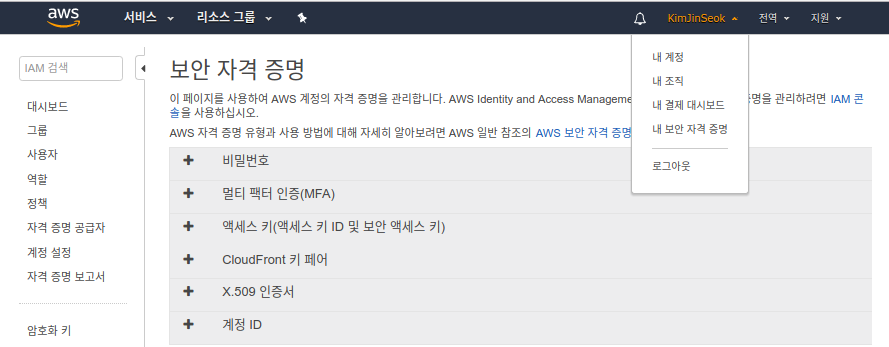 aws 서비스 리소스 그룹 KimJinSeok 전역 지원
IAM 검색
대시보드
그룹
사용자
역할
정책
자격 증명 공급자
계정 설정
자격 증명 보고서
암호화 키
보안 자격 증명
이 페이지를 사용하여 AWS 계정의 자격 증명을 관리합니다. AWS Identity and Access Manageme 증명을 관리하려면 IAM 콘
솔을 사용하십시오.
AWS 자격 증명 유형과 사용 방법에 대해 자세히 알아보려면 AWS 일반 참조의 AWS 보안 자격 증명
비밀번호
멀티 팩터 인증(MFA)
액세스 키(액세스 키 ID 및 보안 액세스 키)
CloudFront 키 페어
X.509 인증서
계정 ID
내 계정
내 조직
내 결제 대시보드
내 보안 자격 증명
로그아웃